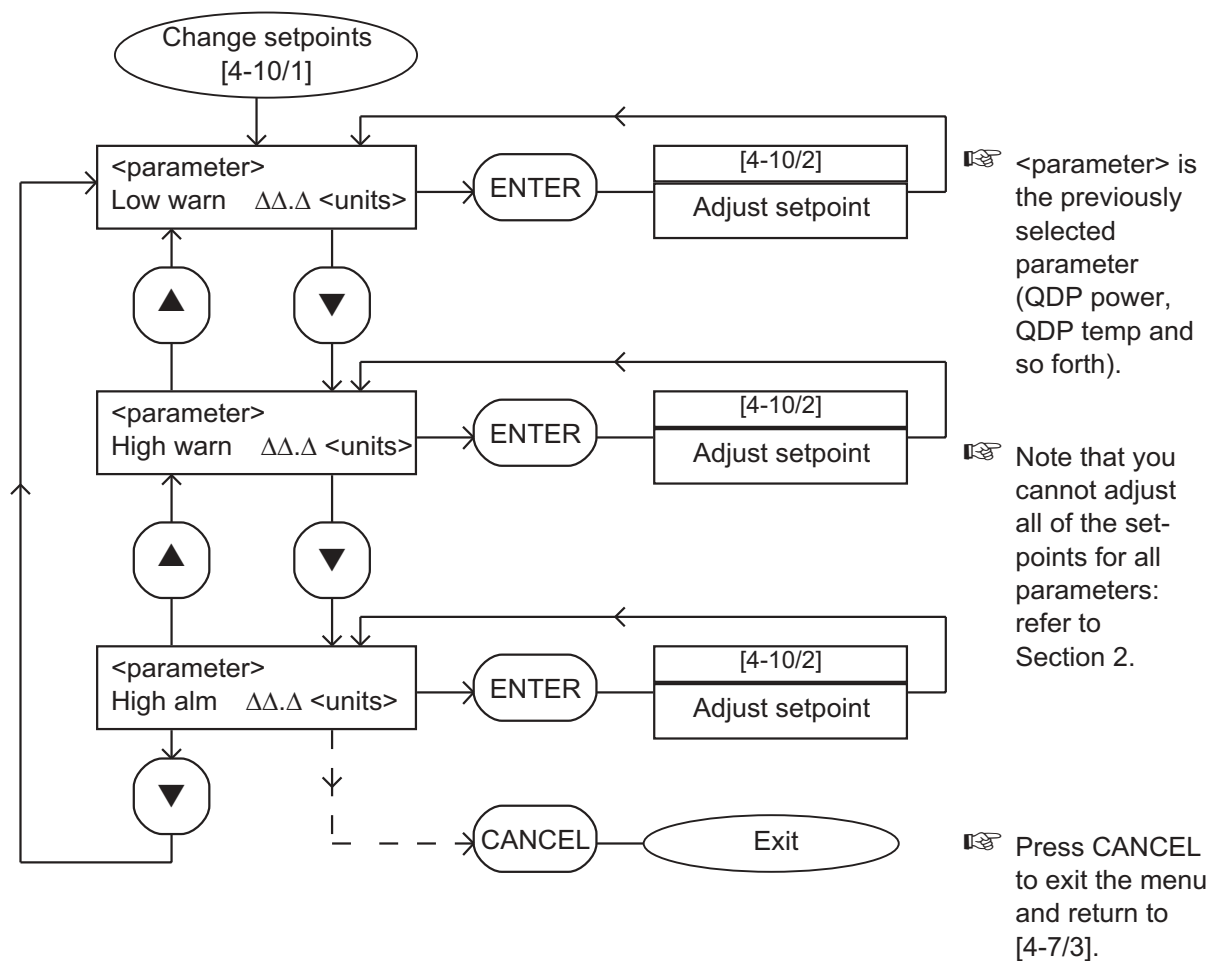 Change setpoints
[4-10/1]
<parameter>
Low warn ΔΔ.Δ <units>
ENTER
[4-10/2]
Adjust setpoint
☞ <parameter> is
the previously
selected
parameter
(QDP power,
QDP temp and
so forth).
▲
▼
<parameter>
High warn ΔΔ.Δ <units>
ENTER
[4-10/2]
Adjust setpoint
☞ Note that you
cannot adjust
all of the set-
points for all
parameters:
refer to
Section 2.
▲
▼
<parameter>
High alm ΔΔ.Δ <units>
ENTER
[4-10/2]
Adjust setpoint
▼
CANCEL
Exit
☞ Press CANCEL
to exit the menu
and return to
[4-7/3].